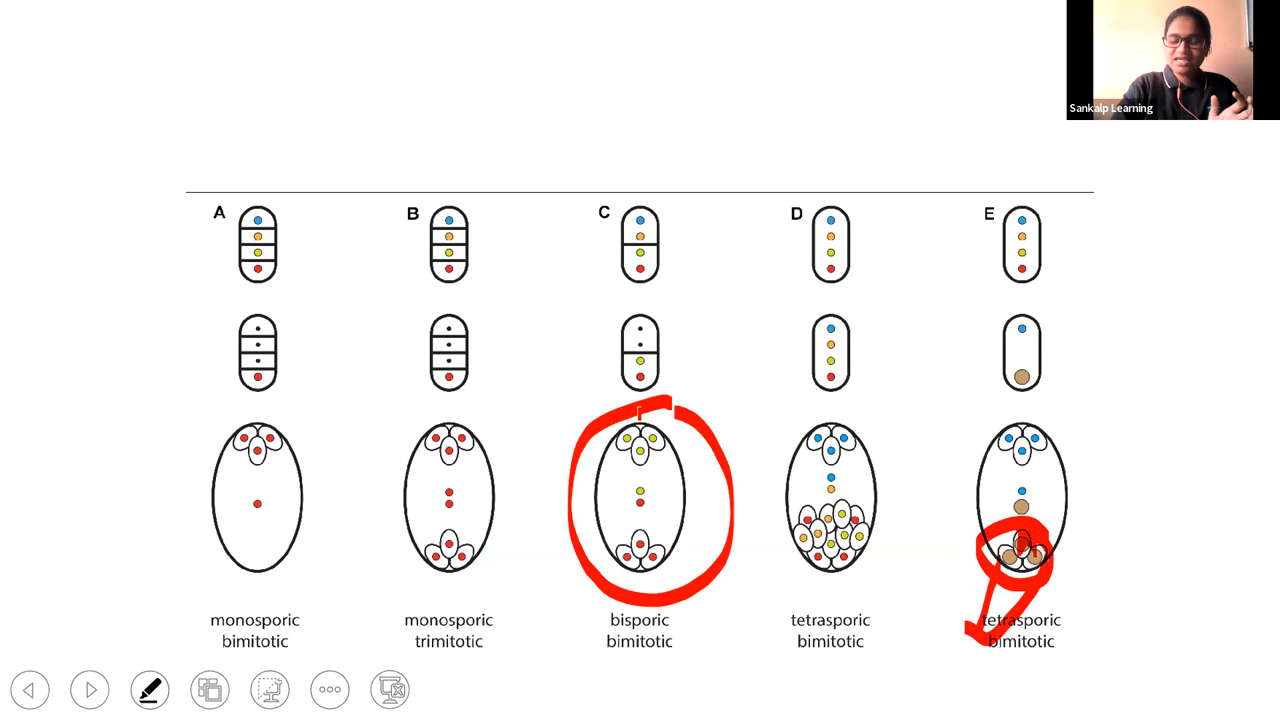 Sankalp Learning
A B C D E
monosporic monosporic bisporic tetrasporic tetrasporic
bimitotic trimitotic bimitotic bimitotic bimitotic